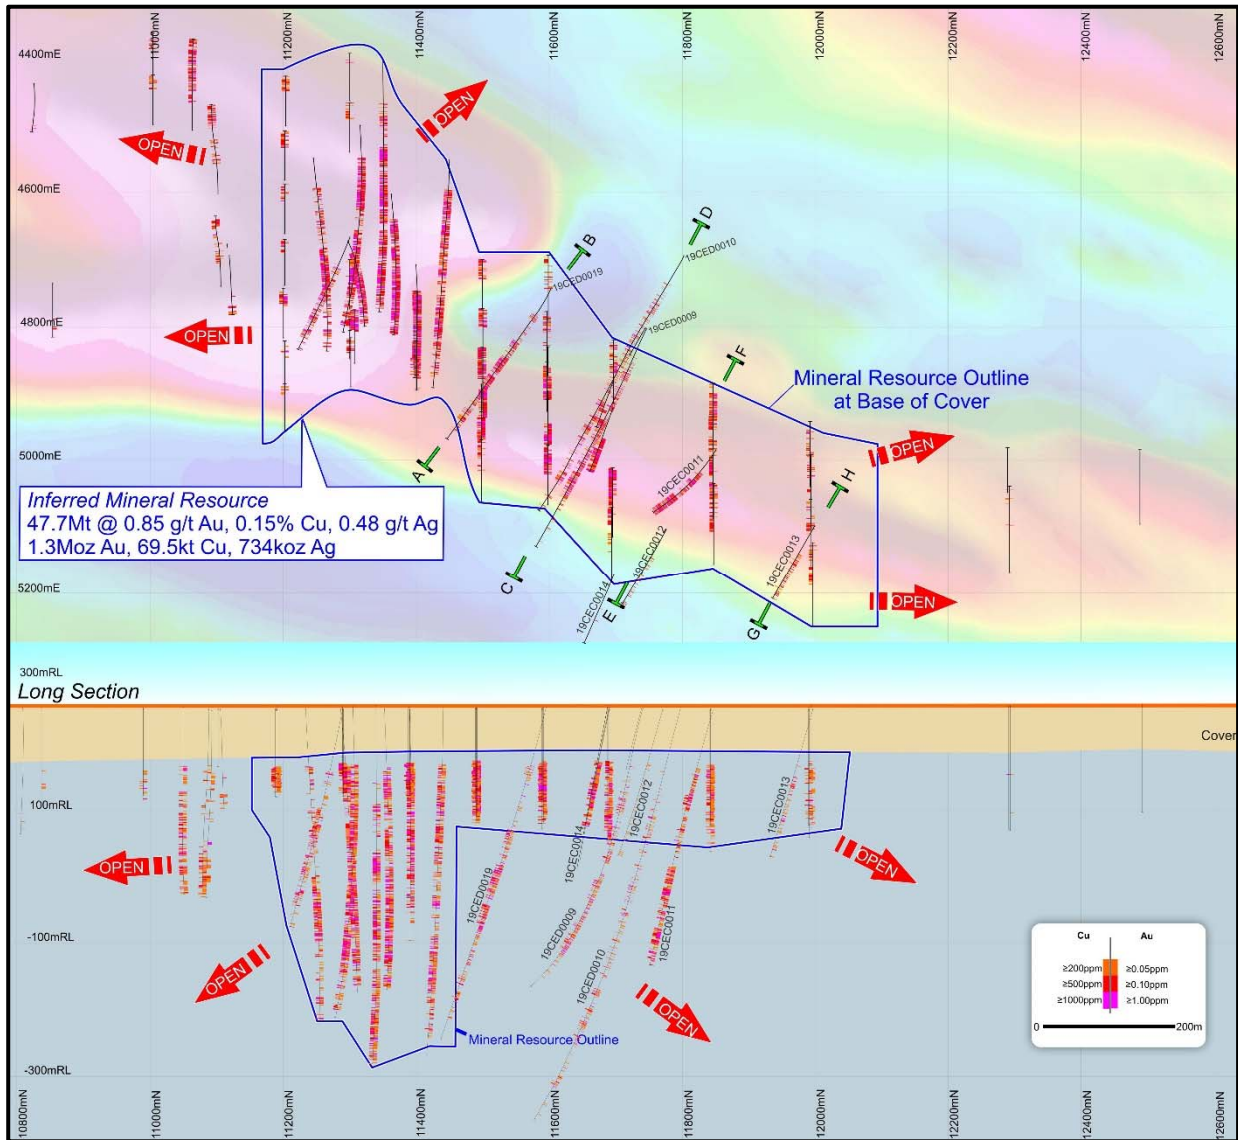 11000mN
11200mN
11400mN
11600mN
11800mN
12000mN
12200mN
12400mN
12600mN
4400mE
4600mE
4800mE
5000mE
5200mE
OPEN
OPEN
OPEN
B
D
19CED0010
19CED0019
19CED0009
F
Mineral Resource Outline
at Base of Cover
OPEN
A
19CEC0011
H
Inferred Mineral Resource
47.7Mt @ 0.85 g/t Au, 0.15% Cu, 0.48 g/t Ag
1.3Moz Au, 69.5kt Cu, 734koz Ag
19CEC0012
19CEC0013
C
19CEC0014
E
G
OPEN
300mRL
Long Section
Cover
100mRL
19CEC0012
19CEC0013
19CEC0014
OPEN
OPEN
19CED0019
19CED0009
19CEC0011
-100mRL
19CED0010
OPEN
OPEN
Cu Au
≥200ppm ≥0.05ppm
≥500ppm ≥0.10ppm
≥1000ppm ≥1.00ppm
0 200m
Mineral Resource Outline
-300mRL
10800mN
11000mN
11200mN
11400mN
11600mN
11800mN
12000mN
12200mN
12400mN
12600mN